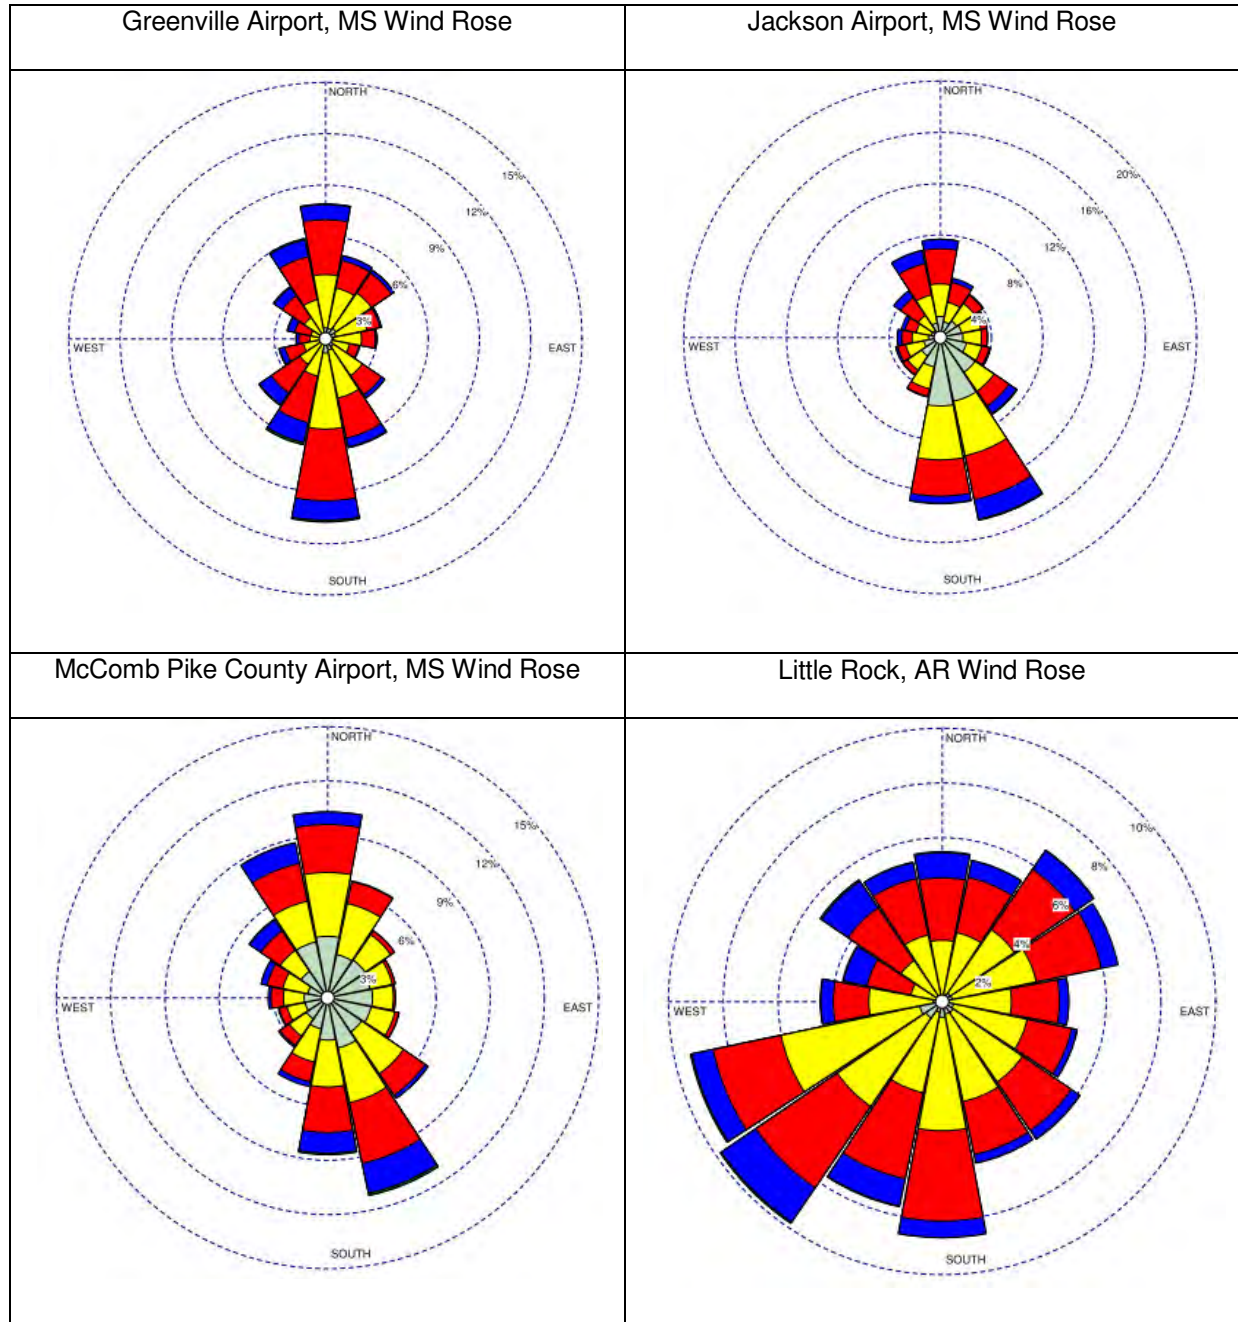 Greenville Airport, MS Wind Rose
Jackson Airport, MS Wind Rose
NORTH
15%
12%
9%
6%
3%
WEST
EAST
SOUTH
NORTH
20%
16%
12%
8%
4%
WEST
EAST
SOUTH
McComb Pike County Airport, MS Wind Rose
Little Rock, AR Wind Rose
NORTH
15%
12%
9%
6%
3%
WEST
EAST
SOUTH
NORTH
10%
8%
6%
4%
2%
WEST
EAST
SOUTH